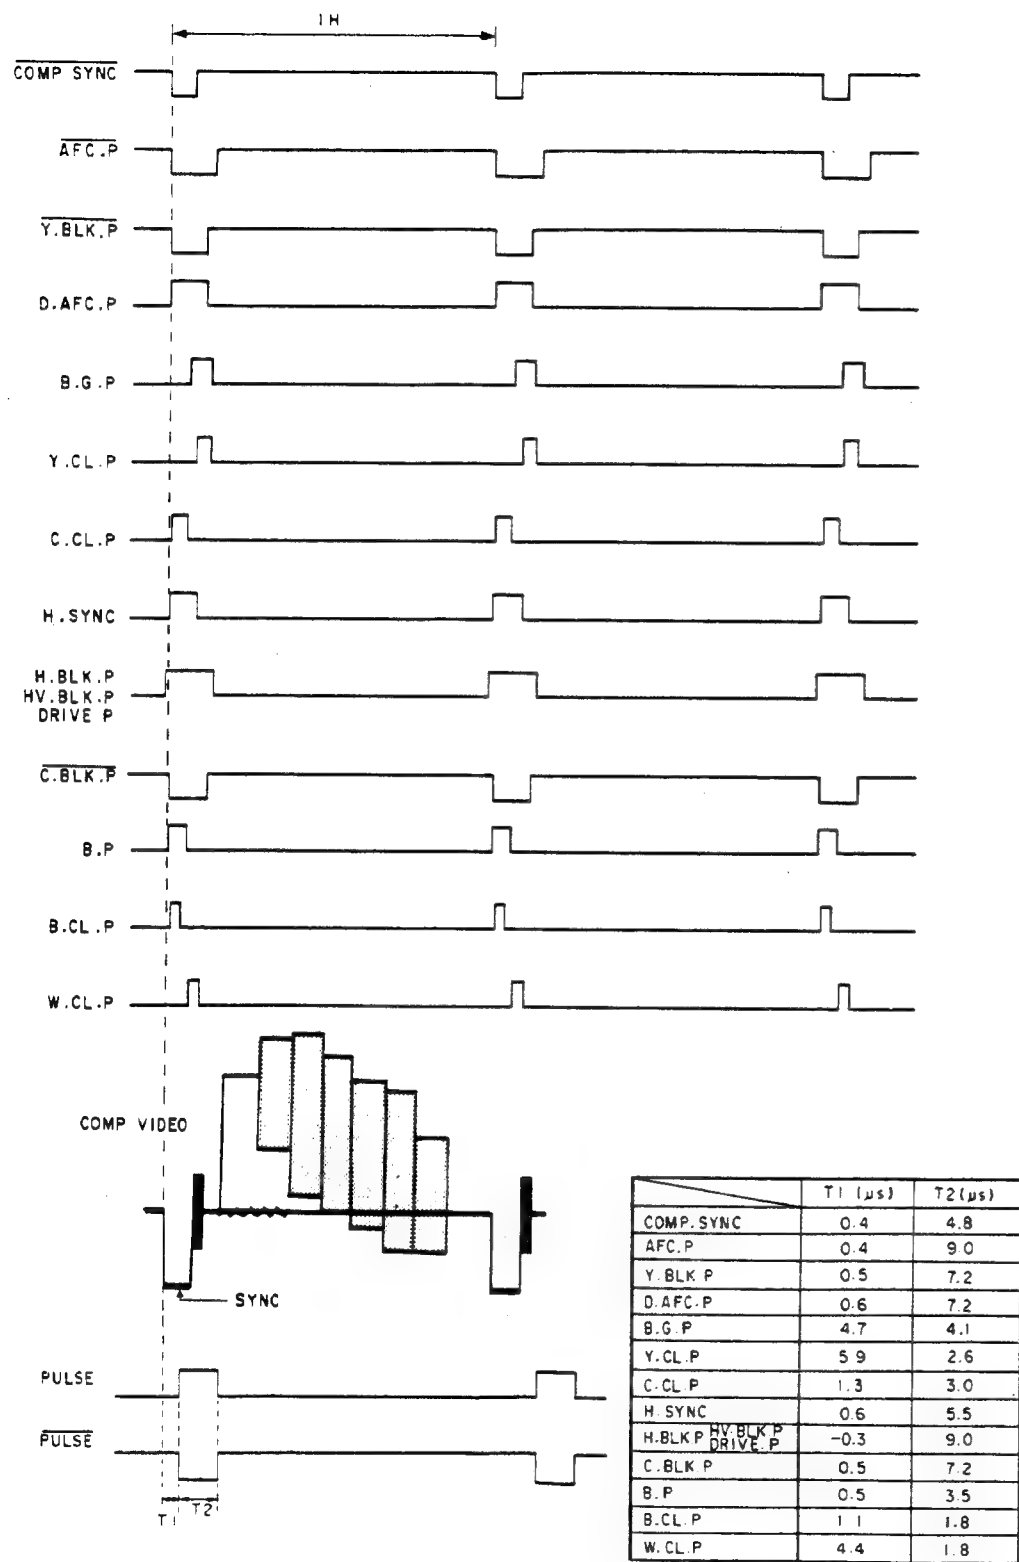 1H
COMP SYNC
AFC.P
Y.BLK.P
D.AFC.P
B.G.P
Y.CL.P
C.CL.P
H.SYNC
H.BLK.P
HV.BLK.P
DRIVE P
C.BLK.P
B.P
B.CL.P
W.CL.P
COMP VIDEO
SYNC
PULSE
PULSE
T1 T2
T1 (µs) T2(µs)
COMP.SYNC 0.4 4.8
AFC.P 0.4 9.0
Y.BLK P 0.5 7.2
D.AFC.P 0.6 7.2
B.G.P 4.7 4.1
Y.CL.P 5.9 2.6
C.CL.P 1.3 3.0
H.SYNC 0.6 5.5
H.BLK P HV.BLK.P DRIVE.P -0.3 9.0
C.BLK P 0.5 7.2
B.P 0.5 3.5
B.CL.P 1.1 1.8
W.CL.P 4.4 1.8